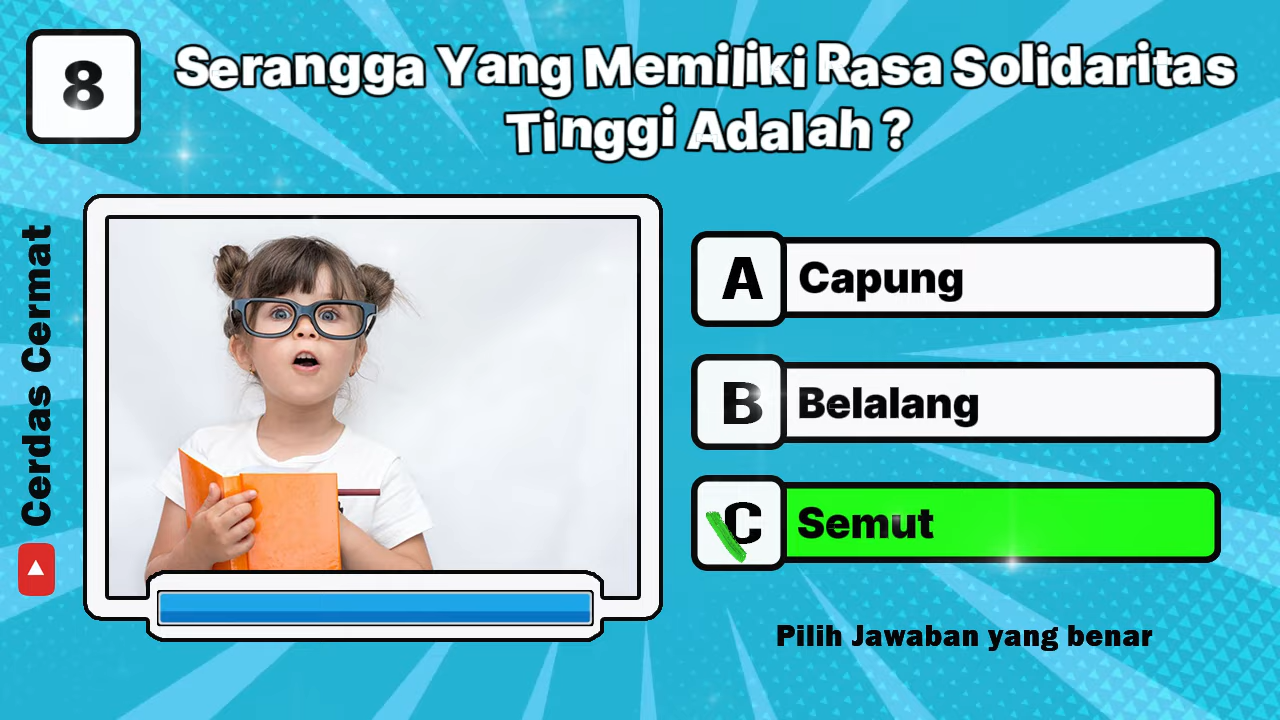 8
Serangga Yang Memiliki Rasa Solidaritas
Tinggi Adalah ?
Cerdas Cermat
A Capung
B Belalang
C Semut
Pilih Jawaban yang benar